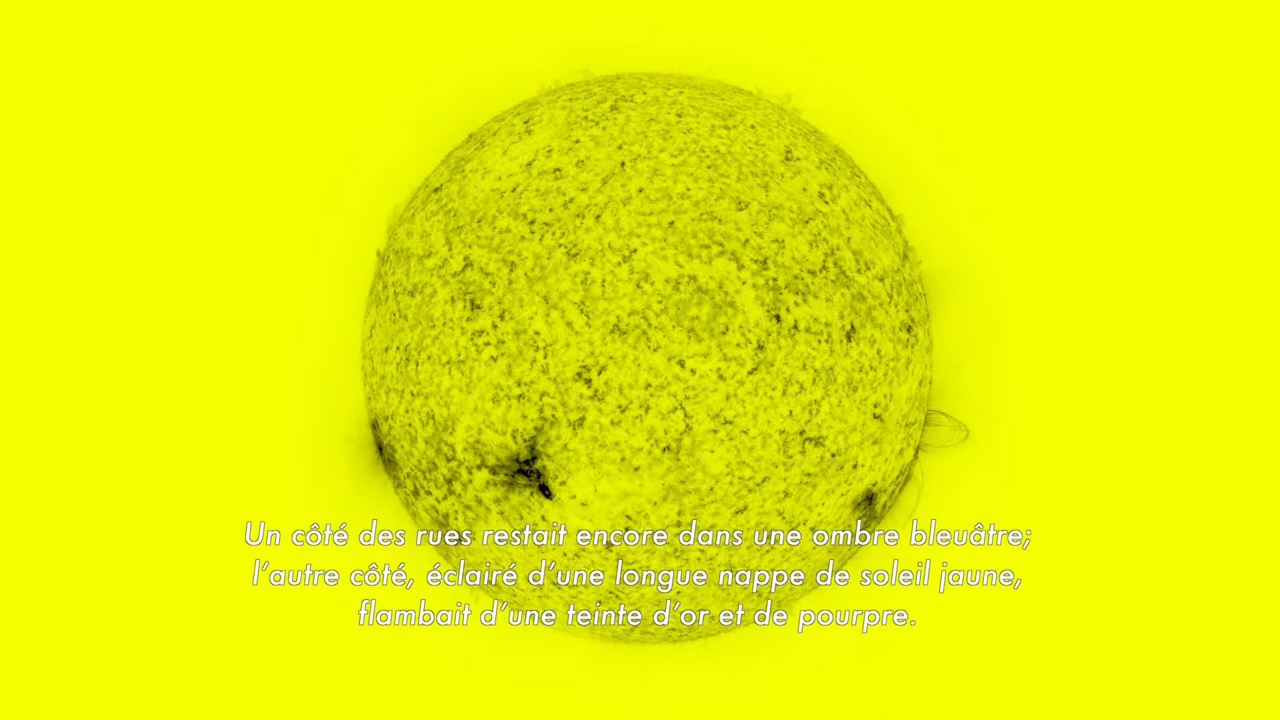 Un côté des rues restait encore dans une ombre bleuâtre;
l’autre côté, éclairé d’une longue nappe de soleil jaune,
flambait d’une teinte d’or et de pourpre.